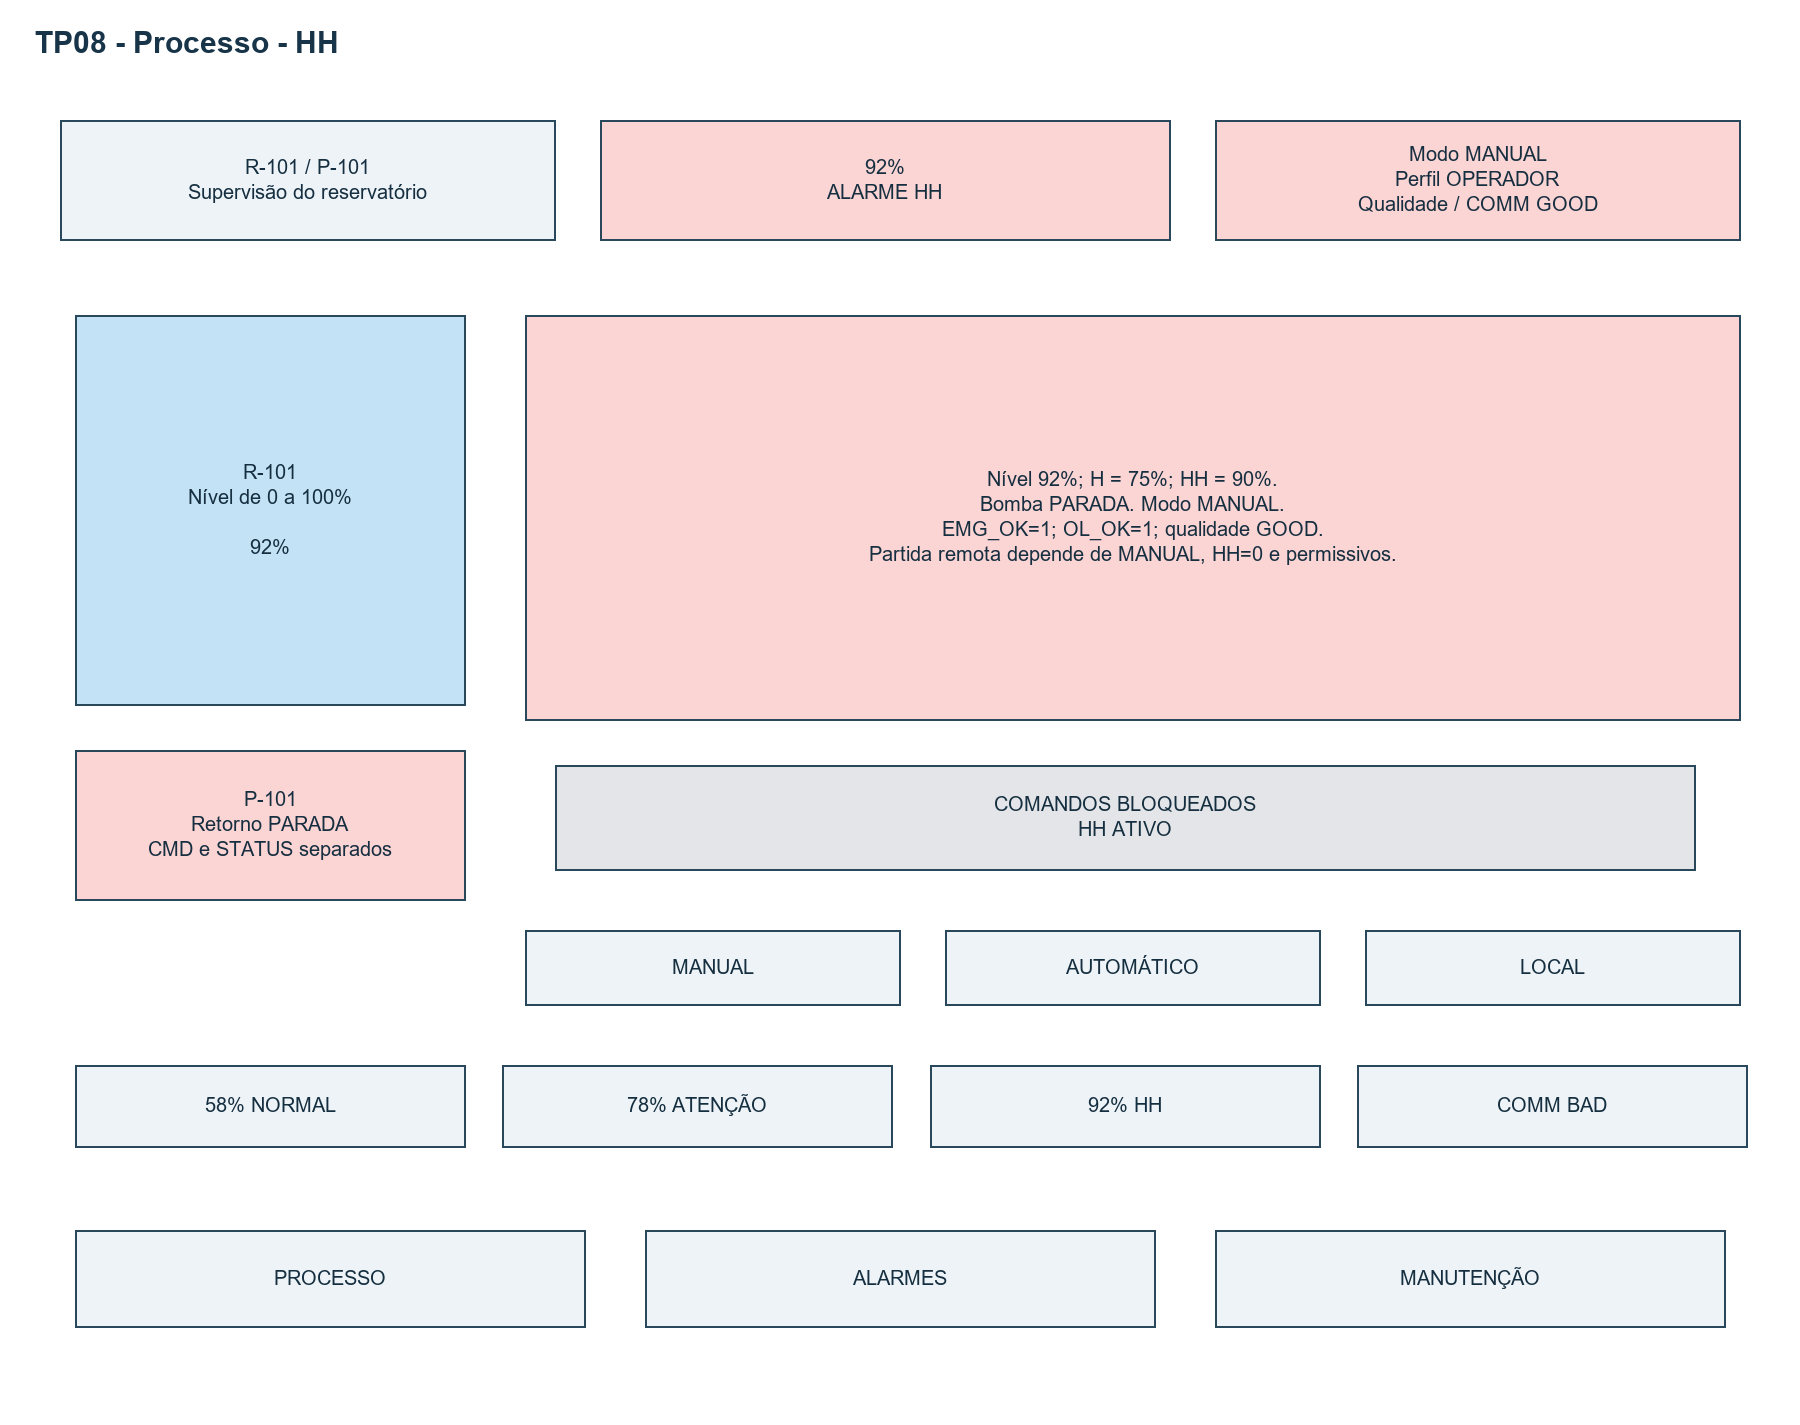 TP08 - Processo - HH
R-101 / P-101
Supervisão do reservatório
92%
ALARME HH
Modo MANUAL
Perfil OPERADOR
Qualidade / COMM GOOD
R-101
Nível de 0 a 100%
92%
Nível 92%; H = 75%; HH = 90%.
Bomba PARADA. Modo MANUAL.
EMG_OK=1; OL_OK=1; qualidade GOOD.
Partida remota depende de MANUAL, HH=0 e permissivos.
P-101
Retorno PARADA
CMD e STATUS separados
COMANDOS BLOQUEADOS
HH ATIVO
MANUAL
AUTOMÁTICO
LOCAL
58% NORMAL
78% ATENÇÃO
92% HH
COMM BAD
PROCESSO
ALARMES
MANUTENÇÃO